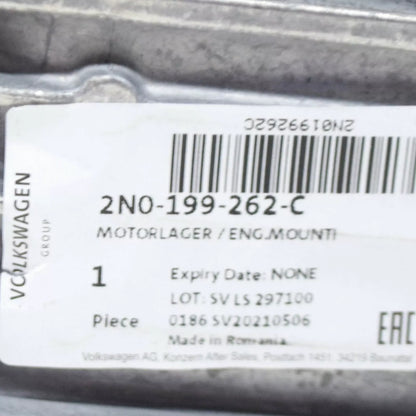 2N0199262C
VOLKSWAGEN
GROUP
2N0-199-262-C
MOTORLAGER / ENG.MOUNTI
1
Piece
Expiry Date: NONE
LOT: SV LS 297100
0186 SV20210506
Made in Romania.
EAC
Volkswagen AG, Konzern After Sales, Postfach 1451, 34219 Baunatal